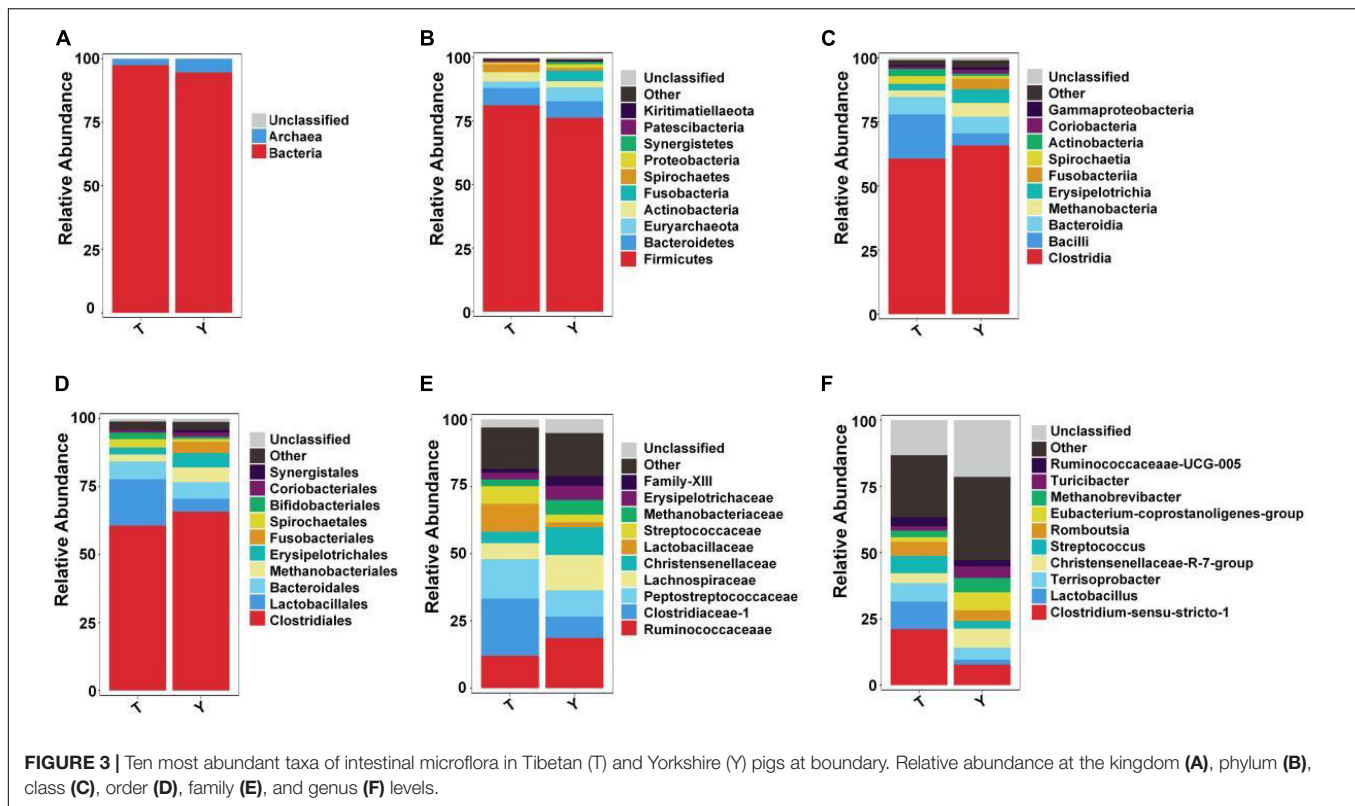 A
100
75
50
25
0
Relative Abundance
T
Y
Unclassified
Archaea
Bacteria
B
100
75
50
25
0
Relative Abundance
T
Y
Unclassified
Other
Kiritimatiellaeota
Patescibacteria
Synergistetes
Proteobacteria
Spirochaetes
Fusobacteria
Actinobacteria
Euryarchaeota
Bacteroidetes
Firmicutes
C
100
75
50
25
0
Relative Abundance
T
Y
Unclassified
Other
Gammaproteobacteria
Coriobacteria
Actinobacteria
Spirochaetia
Fusobacteriia
Erysipelotrichia
Methanobacteria
Bacteroidia
Bacilli
Clostridia
D
100
75
50
25
0
Relative Abundance
T
Y
Unclassified
Other
Synergistales
Coriobacteriales
Bifidobacteriales
Spirochaetales
Fusobacteriales
Erysipelotrichales
Methanobacteriales
Bacteroidales
Lactobacillales
Clostridiales
E
100
75
50
25
0
Relative Abundance
T
Y
Unclassified
Other
Family-XIII
Erysipelotrichaceae
Methanobacteriaceae
Streptococcaceae
Lactobacillaceae
Christensenellaceae
Lachnospiraceae
Peptostreptococcaceae
Clostridiaceae-1
Ruminococcaceaae
F
100
75
50
25
0
Relative Abundance
T
Y
Unclassified
Other
Ruminococcaceaae-UCG-005
Turicibacter
Methanobrevibacter
Eubacterium-coprostanoligenes-group
Romboutsia
Streptococcus
Christensenellaceae-R-7-group
Terrisoprobacter
Lactobacillus
Clostridium-sensu-stricto-1
FIGURE 3 | Ten most abundant taxa of intestinal microflora in Tibetan (T) and Yorkshire (Y) pigs at boundary. Relative abundance at the kingdom (A), phylum (B),
class (C), order (D), family (E), and genus (F) levels.